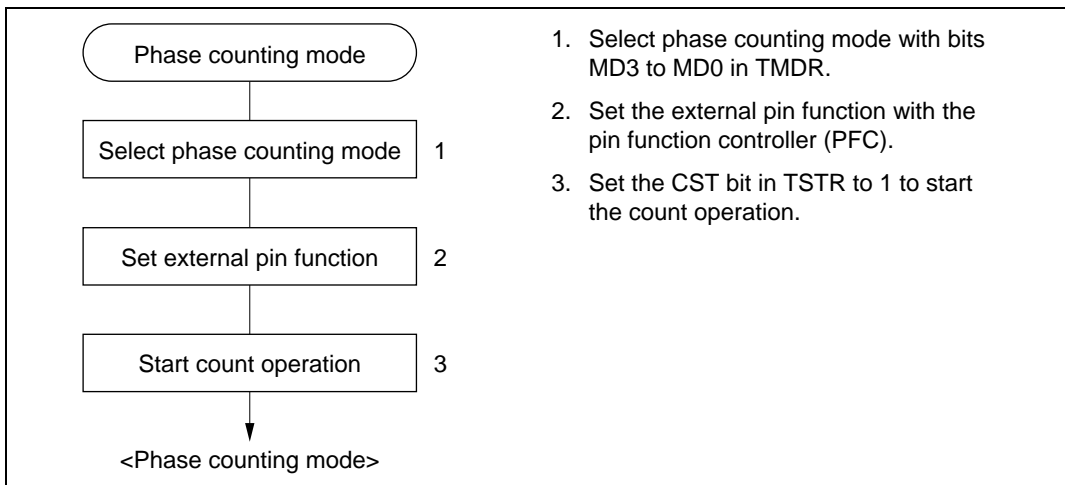 Phase counting mode
Select phase counting mode 1
Set external pin function 2
Start count operation 3
<Phase counting mode>
1. Select phase counting mode with bits
MD3 to MD0 in TMDR.
2. Set the external pin function with the
pin function controller (PFC).
3. Set the CST bit in TSTR to 1 to start
the count operation.